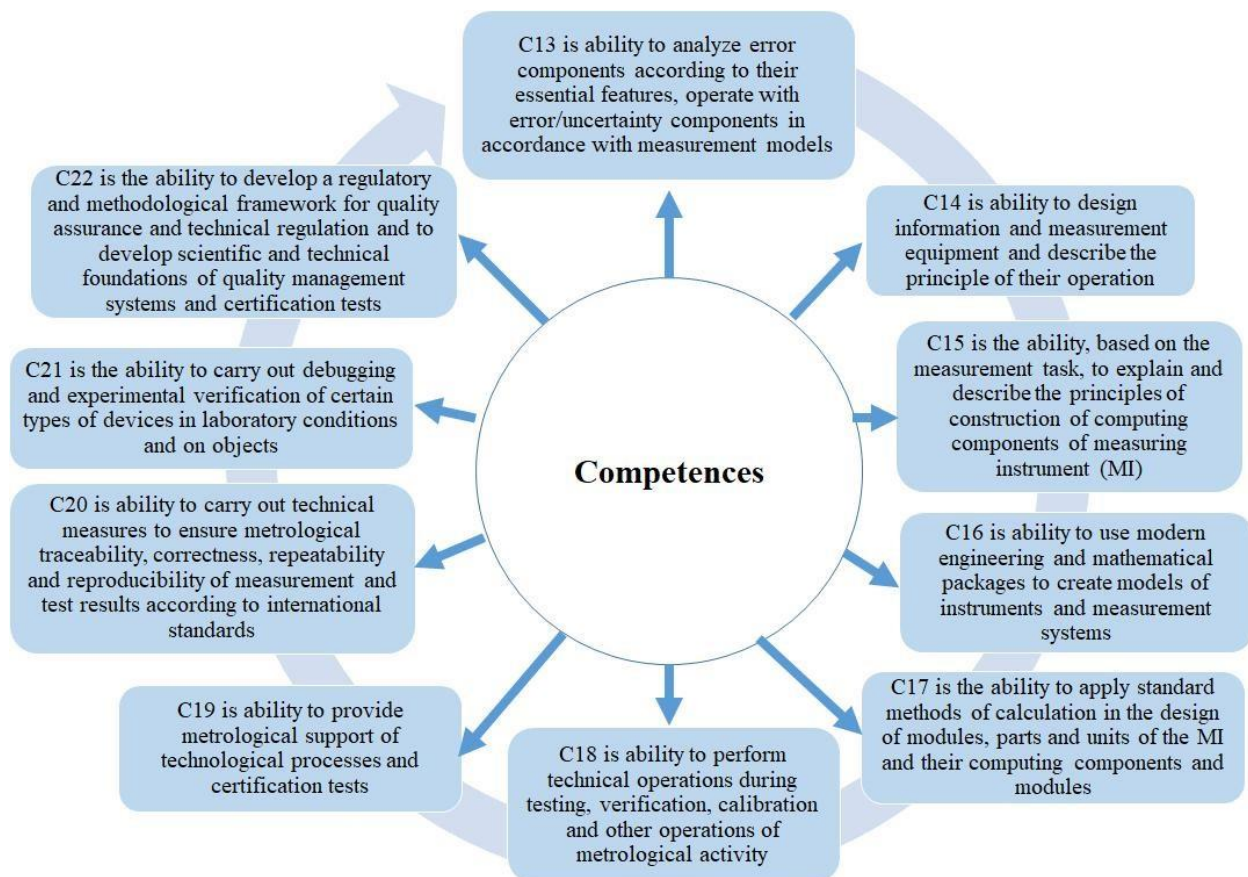 C13 is ability to analyze error
components according to their
essential features, operate with
error/uncertainty components in
accordance with measurement models
C14 is ability to design
information and measurement
equipment and describe the
principle of their operation
C15 is the ability, based on the
measurement task, to explain and
describe the principles of
construction of computing
components of measuring
instrument (MI)
C16 is ability to use modern
engineering and mathematical
packages to create models of
instruments and measurement
systems
C17 is the ability to apply standard
methods of calculation in the design
of modules, parts and units of the MI
and their computing components and
modules
C18 is ability to perform
technical operations during
testing, verification, calibration
and other operations of
metrological activity
C19 is ability to provide
metrological support of
technological processes and
certification tests
C20 is ability to carry out technical
measures to ensure metrological
traceability, correctness, repeatability
and reproducibility of measurement and
test results according to international
standards
C21 is the ability to carry out debugging
and experimental verification of certain
types of devices in laboratory conditions
and on objects
C22 is the ability to develop a regulatory
and methodological framework for quality
assurance and technical regulation and to
develop scientific and technical
foundations of quality management
systems and certification tests
Competences